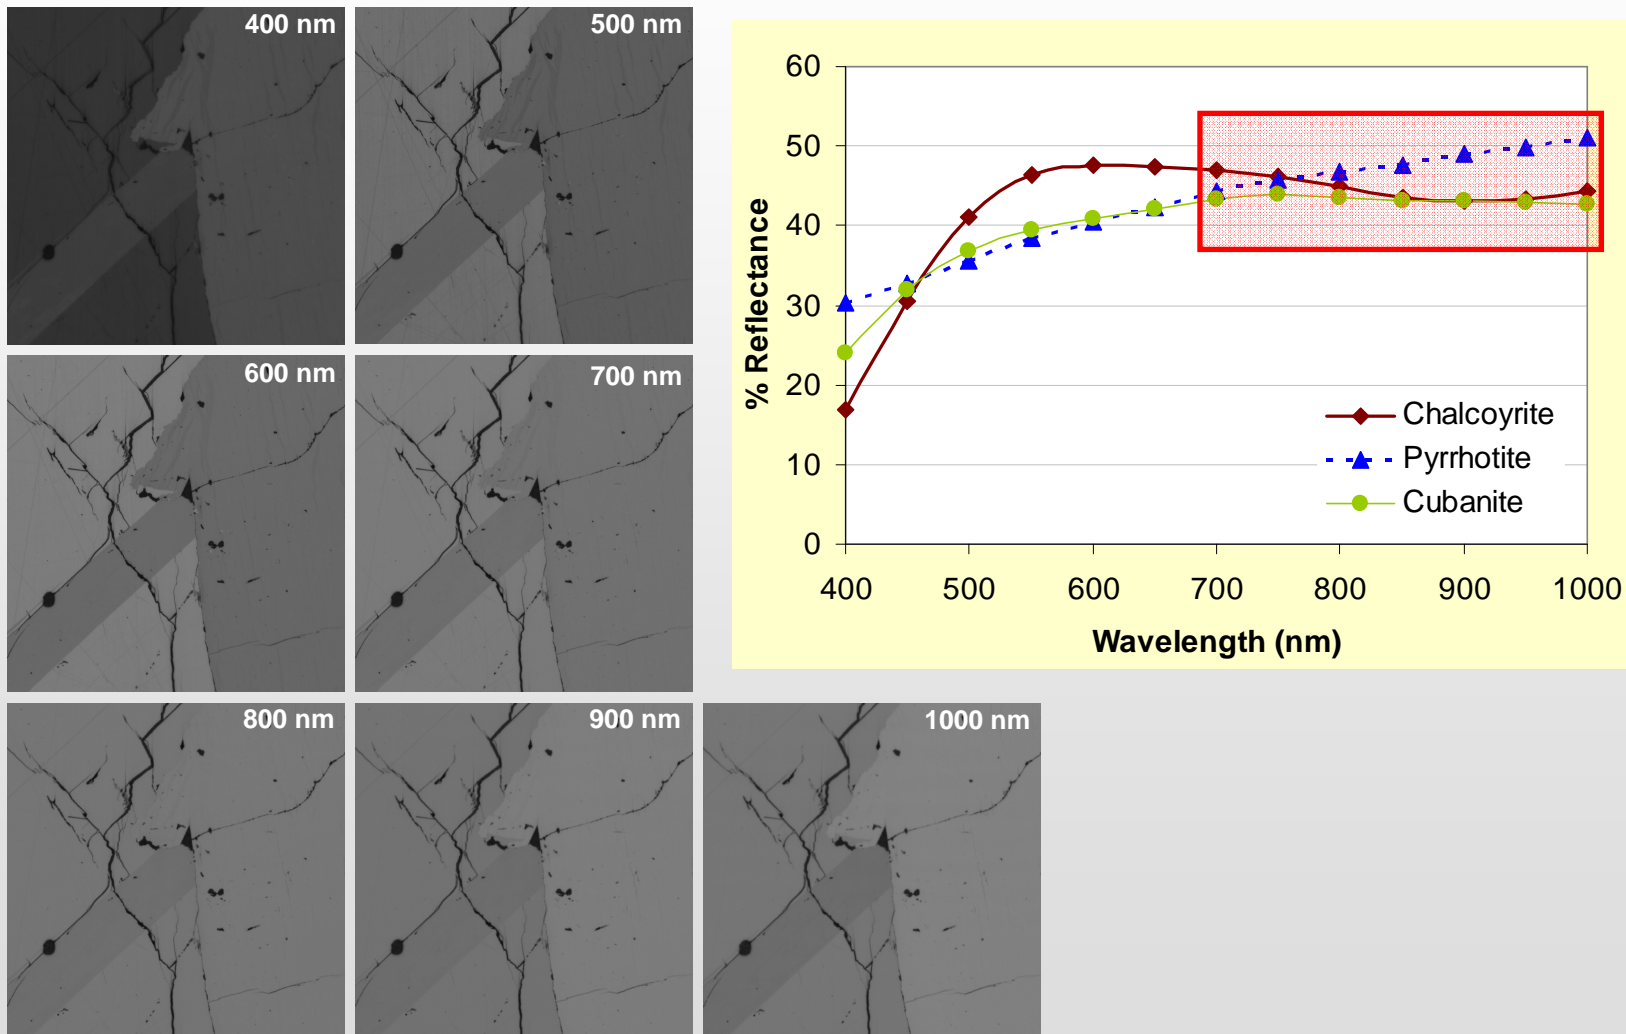 400 nm
500 nm
600 nm
700 nm
800 nm
900 nm
1000 nm
60
50
40
30
20
10
0
% Reflectance
400 500 600 700 800 900 1000
Wavelength (nm)
Chalcoyrite
Pyrrhotite
Cubanite